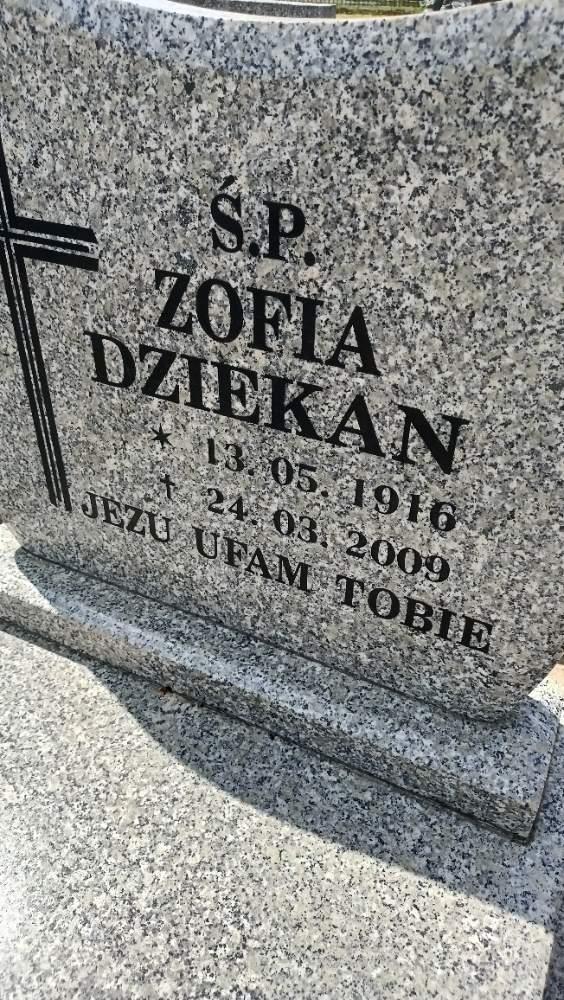 Ś.P.
ZOFIA
DZIEKAN
✶ 13. 05. 1916
† 24. 03. 2009
JEZU UFAM TOBIE